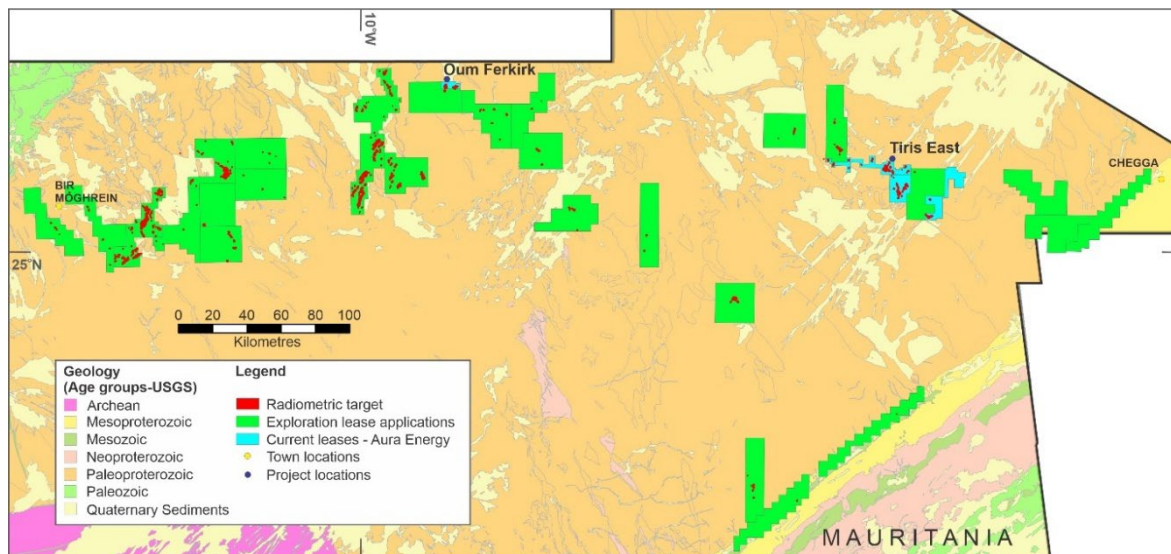 10°W
Oum Ferkirk
Tiris East
CHEGGA
BIR
MOGHREIN
25°N
0 20 40 60 80 100
Kilometres
Geology
(Age groups-USGS)
Archean
Mesoproterozoic
Mesozoic
Neoproterozoic
Paleoproterozoic
Paleozoic
Quaternary Sediments
Legend
Radiometric target
Exploration lease applications
Current leases - Aura Energy
Town locations
Project locations
MAURITANIA